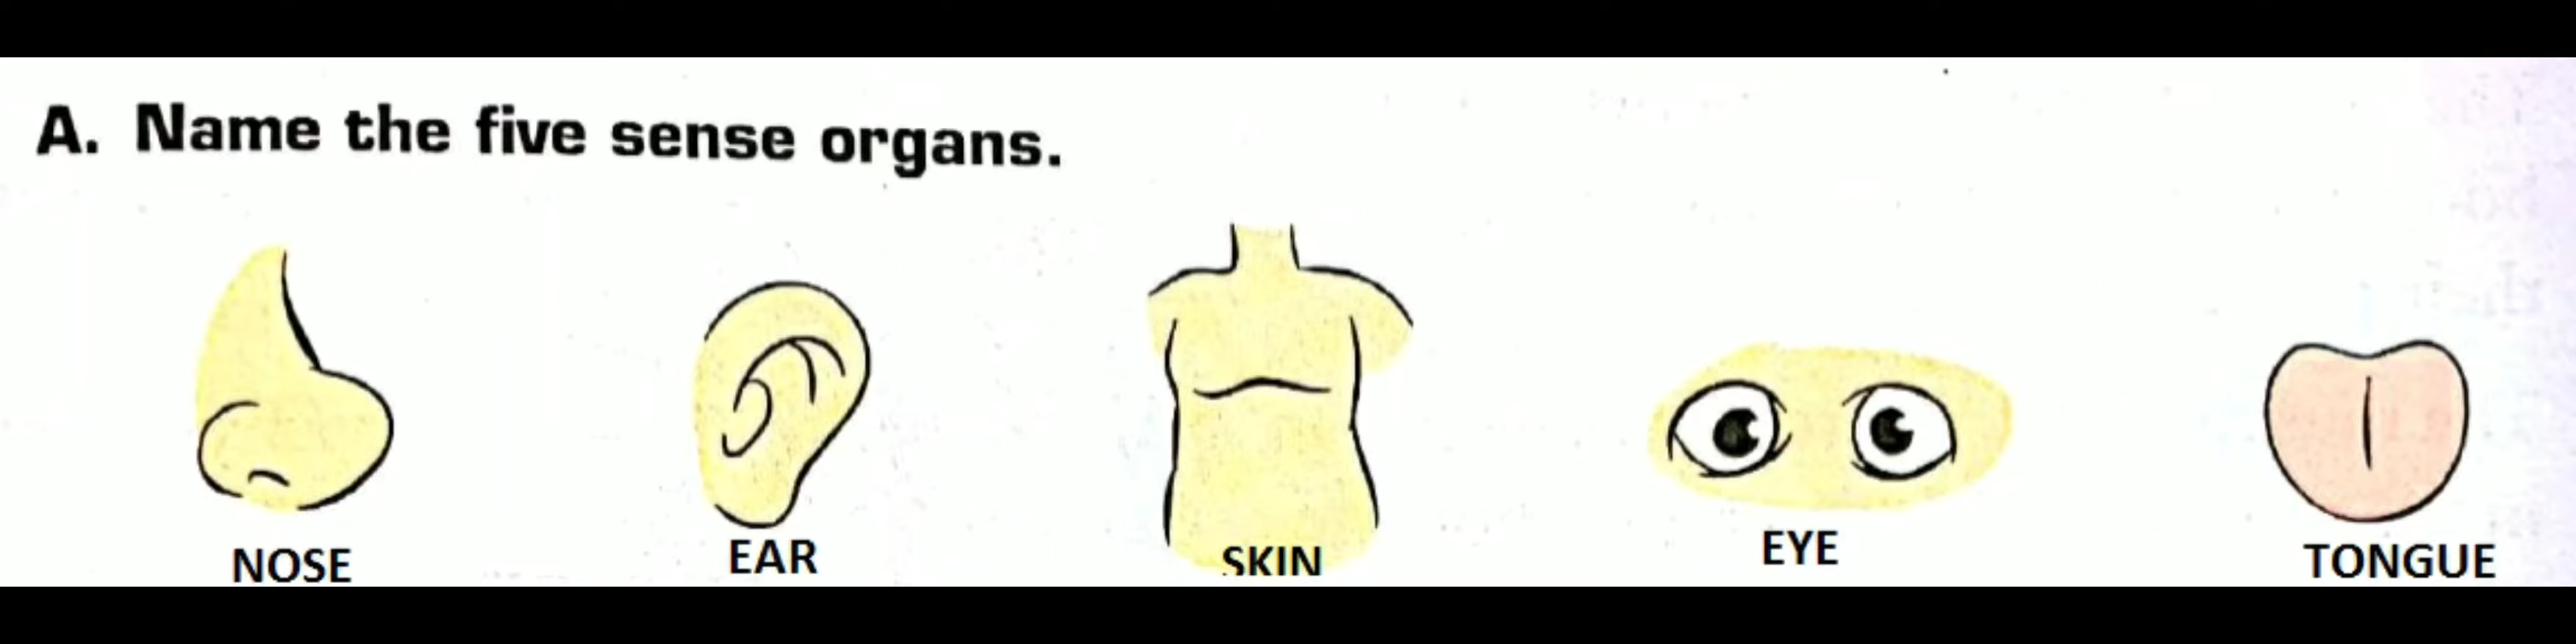 A. Name the five sense organs.
NOSE
EAR
SKIN
EYE
TONGUE